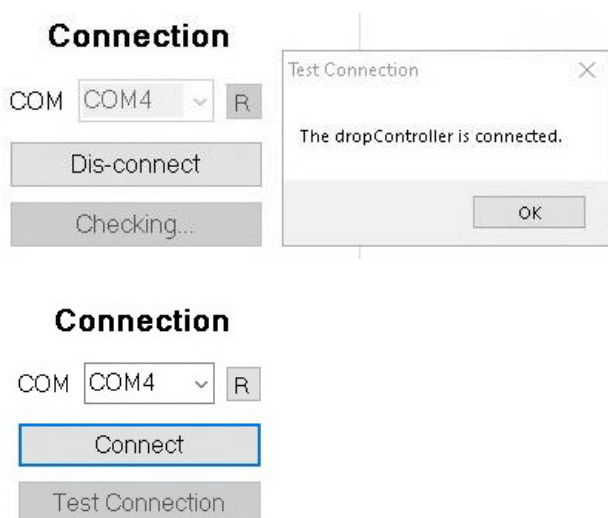 Connection
COM COM4 R
Dis-connect
Checking...
Test Connection
The dropController is connected.
OK
Connection
COM COM4 R
Connect
Test Connection